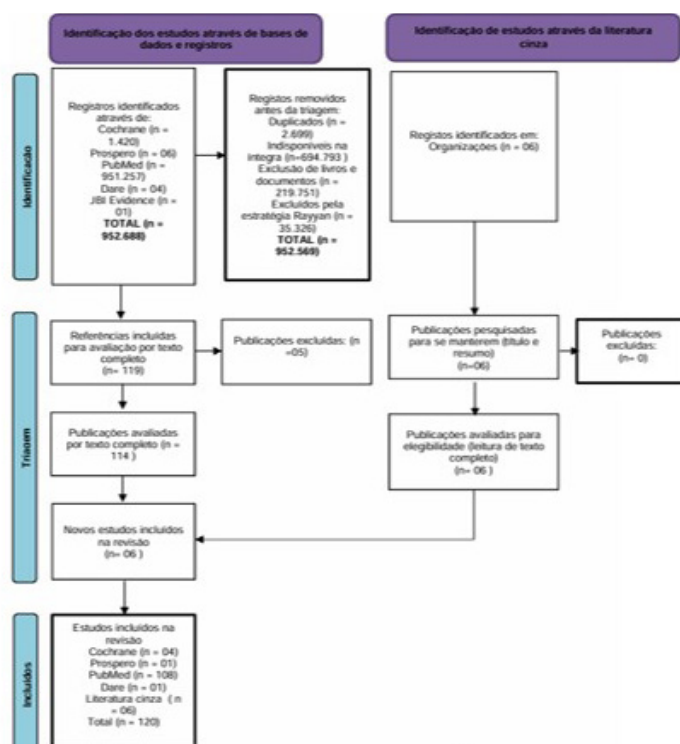 Identificação dos estudos através de bases de
dados e registros
Identificação de estudos através da literatura
cinza
Identificação
Registros identificados
através de:
Cochrane (n =
1.420)
Prospero (n = 06)
PubMed (n =
951.257)
Dare (n = 04)
JBI Evidence (n =
01)
TOTAL (n =
952.688)
Registos removidos
antes da triagem:
Duplicados (n =
2.699)
Indisponíveis na
íntegra (n=694.793 )
Exclusão de livros e
documentos (n =
219.751)
Excluídos pela
estratégia Rayyan (n =
35.326)
TOTAL (n =
952.569)
Registos identificados em:
Organizações (n = 06)
Triagem
Referências incluídas
para avaliação por texto
completo
(n= 119)
Publicações excluídas: (n
=05)
Publicações pesquisadas
para se manterem (título e
resumo)
(n=06)
Publicações
excluídas:
(n= 0)
Publicações avaliadas
por texto completo (n =
114 )
Publicações avaliadas para
elegibilidade (leitura de texto
completo)
(n= 06 )
Novos estudos incluídos
na revisão
(n= 06 )
Incluídos
Estudos incluídos na
revisão
Cochrane (n = 04)
Prospero (n = 01)
PubMed (n = 108)
Dare (n = 01)
Literatura cinza ( n
= 06)
Total (n = 120)